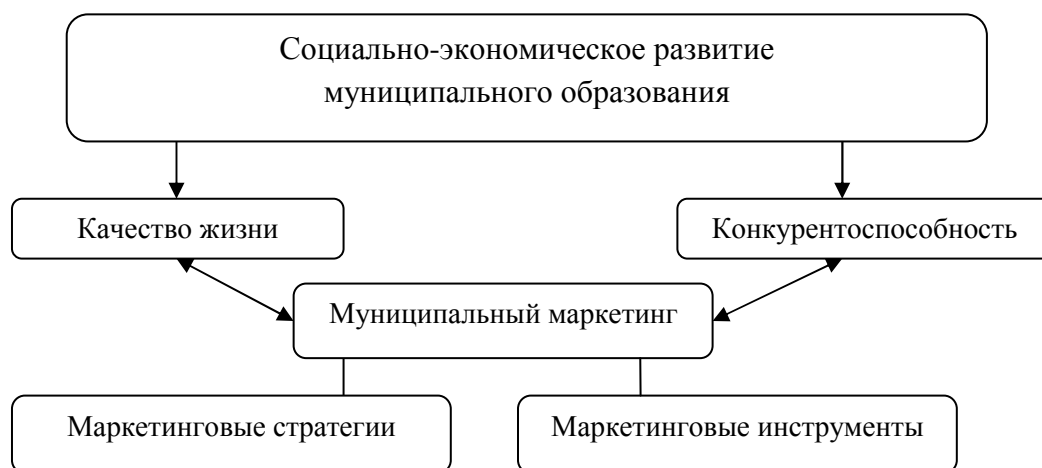 Социально-экономическое развитие
муниципального образования
Качество жизни
Конкурентоспособность
Муниципальный маркетинг
Маркетинговые стратегии
Маркетинговые инструменты